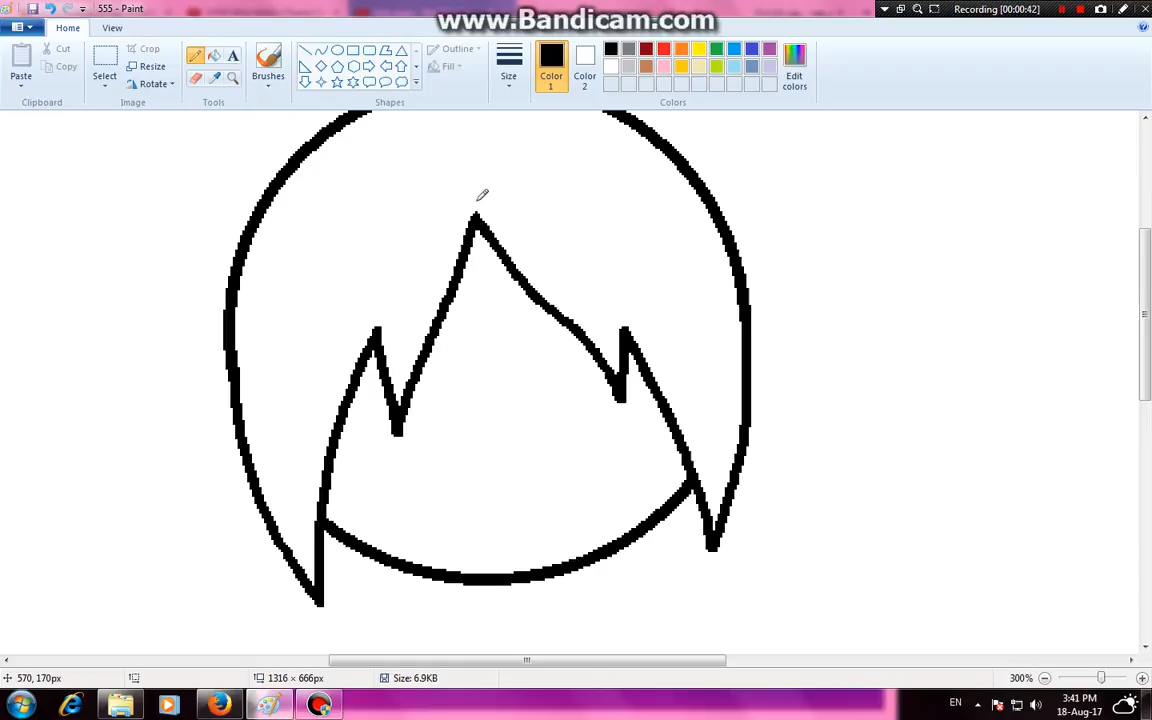 www.Bandicam.com
555 - Paint
Recording [00:00:42]
Home View
Paste
Cut
Copy
Clipboard
Select
Crop
Resize
Rotate
Image
A
Tools
Brushes
Outline
Fill
Shapes
Size
Color 1
Color 2
Edit colors
Colors
570, 170px
1316 × 666px
Size: 6.9KB
300%
EN
3:41 PM
18-Aug-17